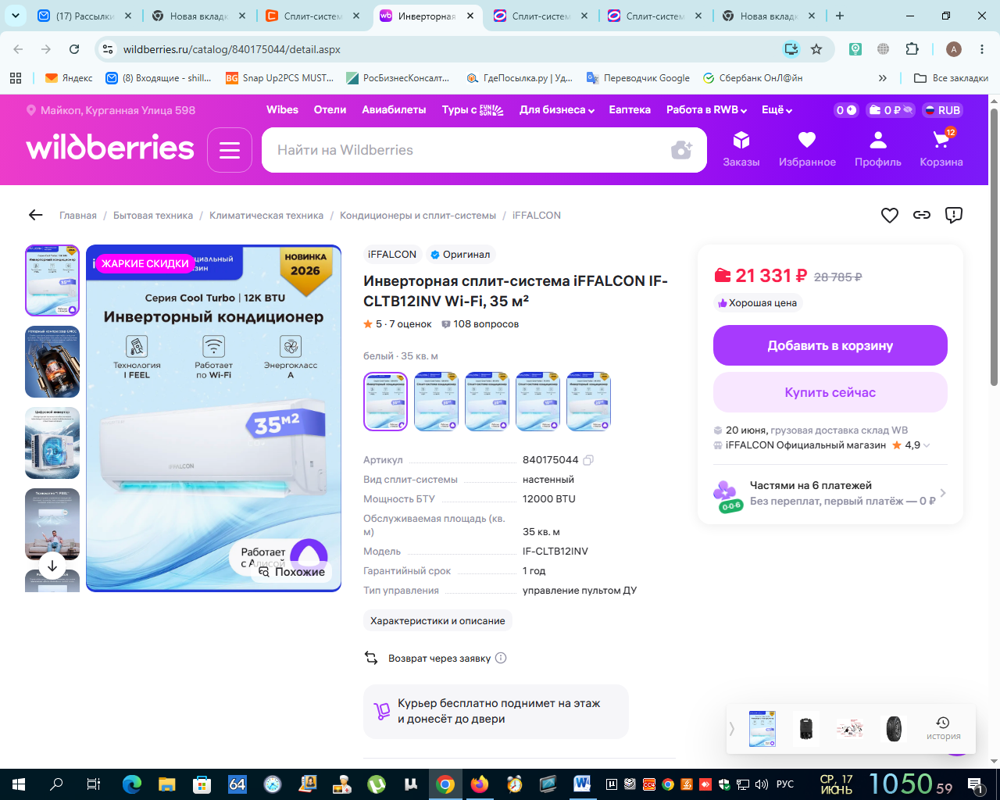 (17) Рассылки
Новая вкладк
Сплит-систем
Инверторная
Сплит-систем
Сплит-систем
Новая вкладк
wildberries.ru/catalog/840175044/detail.aspx
A
Яндекс
(8) Входящие - shill...
Snap Up2PCS MUST...
РосБизнесКонсалт...
ГдеПосылка.ру | Уд...
Переводчик Google
Сбербанк ОнЛ@йн
Все закладки
Майкоп, Курганная Улица 598
Wibes
Отели
Авиабилеты
Туры с FUN SUN
Для бизнеса
Еаптека
Работа в RWB
Ещё
0
0 ₽
RUB
wildberries
Найти на Wildberries
Заказы
Избранное
Профиль
12
Корзина
Главная / Бытовая техника / Климатическая техника / Кондиционеры и сплит-системы / iFFALCON
ЖАРКИЕ СКИДКИ
НОВИНКА
2026
Серия Cool Turbo | 12K BTU
Инверторный кондиционер
Технология
I FEEL
Работает
по Wi-Fi
Энергокласс
A
35м2
iFFALCON
Работает
с Алисой
Похожие
iFFALCON
Оригинал
Инверторная сплит-система iFFALCON IF-
CLTB12INV Wi-Fi, 35 м²
5 · 7 оценок
108 вопросов
белый · 35 кв. м
Артикул 840175044
Вид сплит-системы настенный
Мощность БТУ 12000 BTU
Обслуживаемая площадь (кв.
м) 35 кв. м
Модель IF-CLTB12INV
Гарантийный срок 1 год
Тип управления управление пультом ДУ
Характеристики и описание
Возврат через заявку
Курьер бесплатно поднимет на этаж
и донесёт до двери
21 331 ₽ 28 785 ₽
Хорошая цена
Добавить в корзину
Купить сейчас
20 июня, грузовая доставка склад WB
iFFALCON Официальный магазин 4,9
Частями на 6 платежей
Без переплат, первый платёж — 0 ₽
0-0-6
история
64
РУС
СР, 17
ИЮНЬ
10 50 59
1